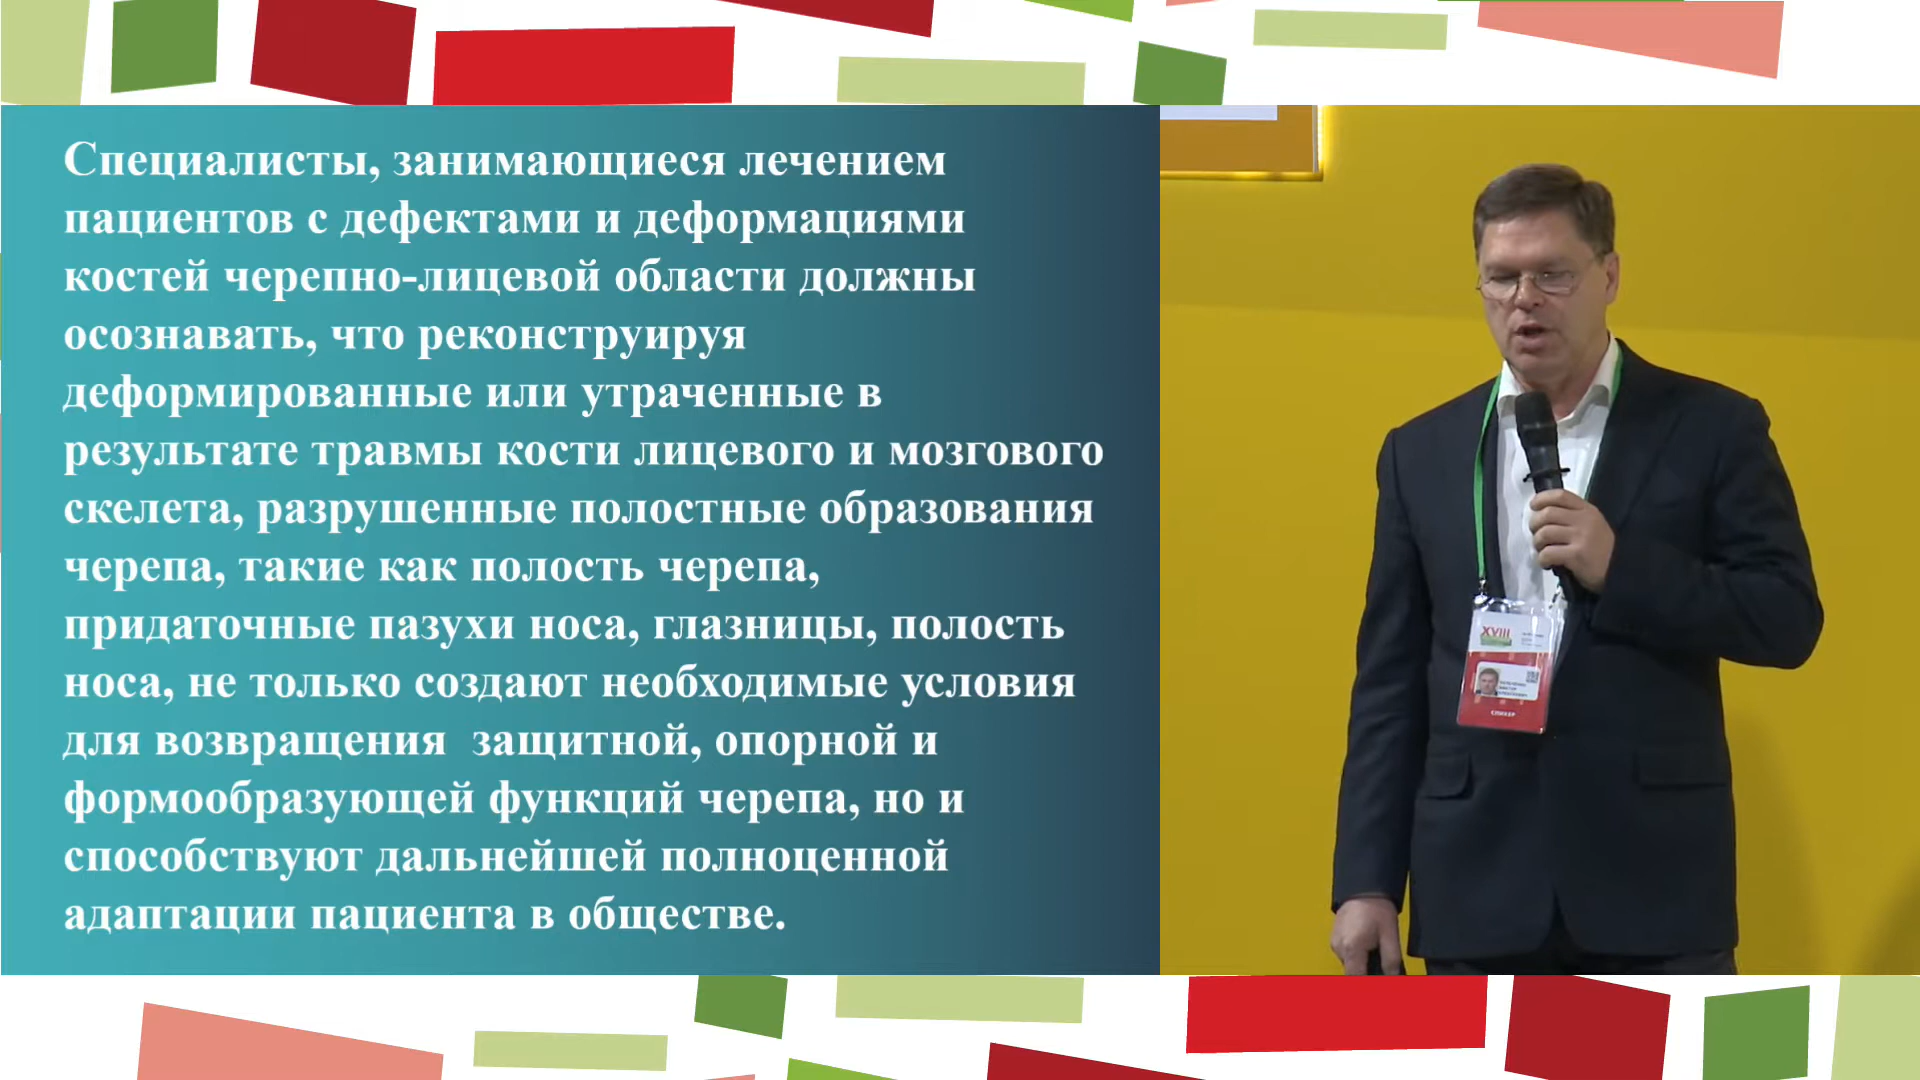 Специалисты, занимающиеся лечением
пациентов с дефектами и деформациями
костей черепно-лицевой области должны
осознавать, что реконструируя
деформированные или утраченные в
результате травмы кости лицевого и мозгового
скелета, разрушенные полостные образования
черепа, такие как полость черепа,
придаточные пазухи носа, глазницы, полость
носа, не только создают необходимые условия
для возвращения  защитной, опорной и
формообразующей функций черепа, но и
способствуют дальнейшей полноценной
адаптации пациента в обществе.
XVIII
СПИКЕР